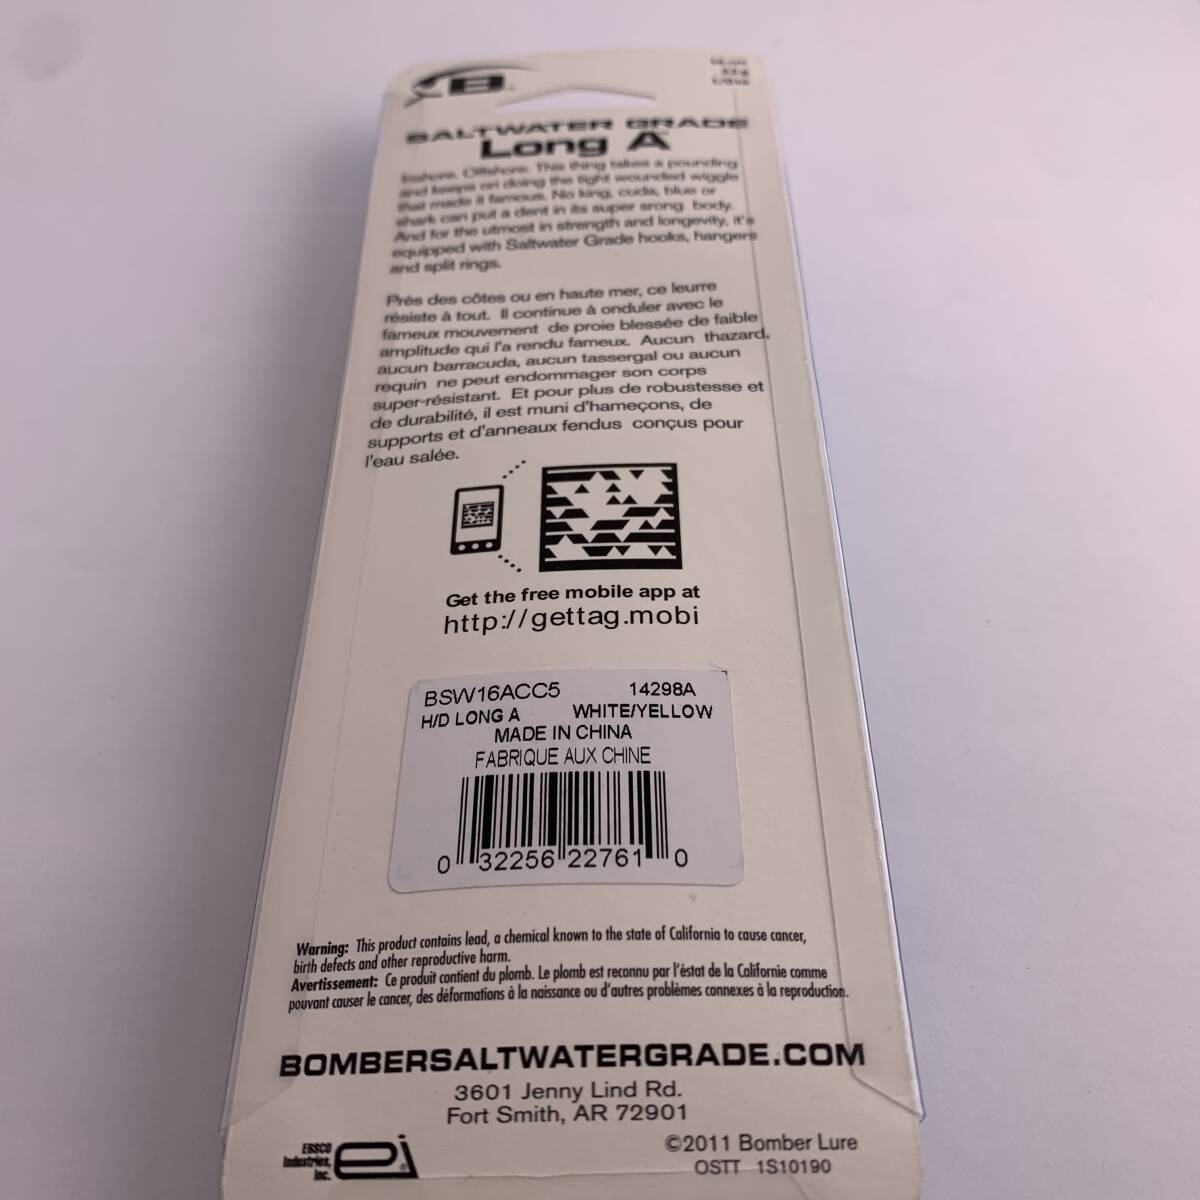 B
SALTWATER GRADE
Long A
Inshore. Offshore. This thing takes a pounding
and keeps on doing the tight wounded wiggle
that made it famous. No king, cuda, blue or
shark can put a dent in its super srong body.
And for the utmost in strength and longevity, it's
equipped with Saltwater Grade hooks, hangers
and split rings.
Près des côtes ou en haute mer, ce leurre
résiste à tout. Il continue à onduler avec le
fameux mouvement de proie blessée de faible
amplitude qui l'a rendu fameux. Aucun thazard,
aucun barracuda, aucun tassergal ou aucun
requin ne peut endommager son corps
super-résistant. Et pour plus de robustesse et
de durabilité, il est muni d'hameçons, de
supports et d'anneaux fendus conçus pour
l'eau salée.
Get the free mobile app at
http://gettag.mobi
BSW16ACC5 14298A
H/D LONG A WHITE/YELLOW
MADE IN CHINA
FABRIQUE AUX CHINE
0 32256 22761 0
Warning: This product contains lead, a chemical known to the state of California to cause cancer,
birth defects and other reproductive harm.
Avertissement: Ce produit contient du plomb. Le plomb est reconnu par l'éstat de la Californie comme
pouvant causer le cancer, des déformations à la naissance ou d'autres problèmes connexes à la reproduction.
BOMBERSALTWATERGRADE.COM
3601 Jenny Lind Rd.
Fort Smith, AR 72901
EBSCO
Industries,
Inc.
ei
©2011 Bomber Lure
OSTT 1S10190